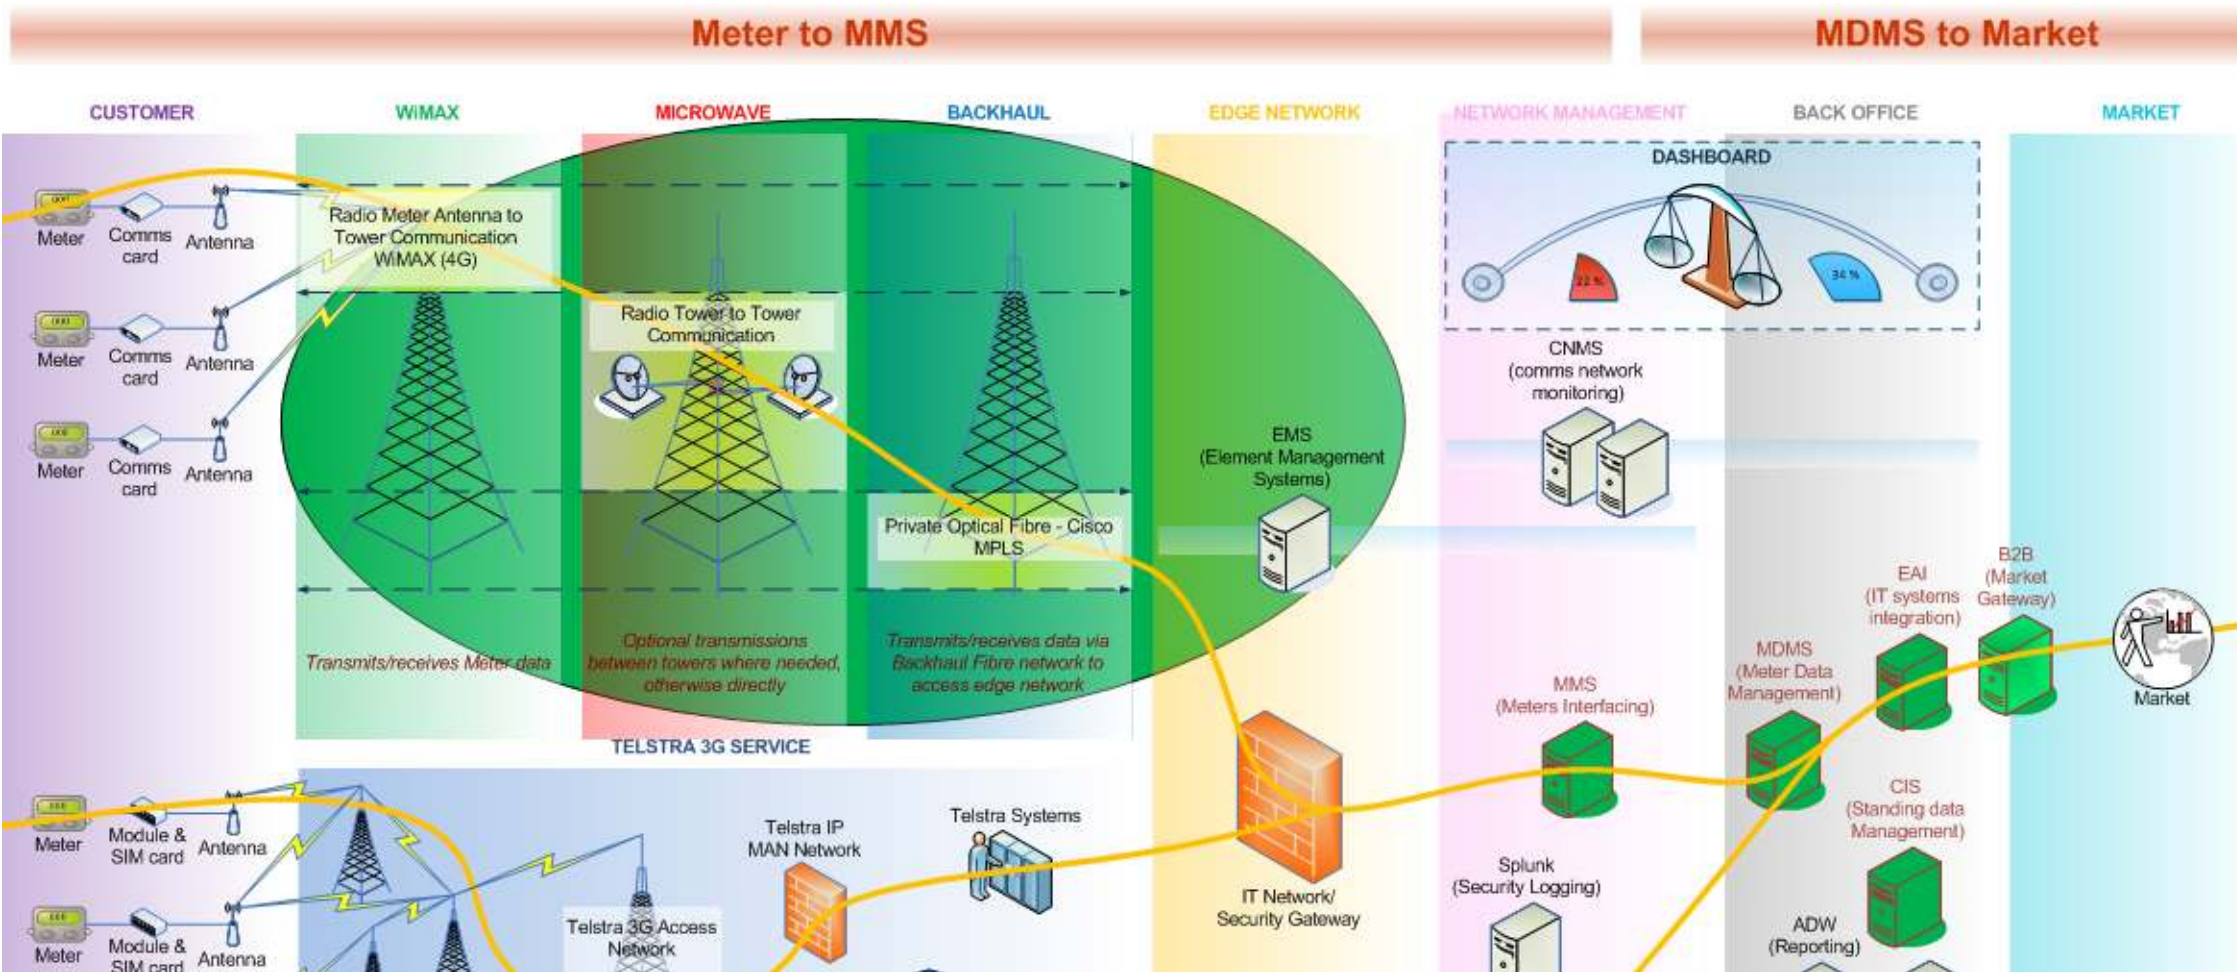 Meter to MMS
MDMS to Market
CUSTOMER
WiMAX
MICROWAVE
BACKHAUL
EDGE NETWORK
NETWORK MANAGEMENT
BACK OFFICE
MARKET
DASHBOARD
22 %
34 %
Meter
Comms
card
Antenna
Radio Meter Antenna to
Tower Communication
WiMAX (4G)
Meter
Comms
card
Antenna
Radio Tower to Tower
Communication
Meter
Comms
card
Antenna
CNMS
(comms network
monitoring)
EMS
(Element Management
Systems)
Private Optical Fibre - Cisco
MPLS
Transmits/receives Meter data
Optional transmissions
between towers where needed,
otherwise directly
Transmits/receives data via
Backhaul Fibre network to
access edge network
B2B
(Market
Gateway)
EAI
(IT systems
integration)
MDMS
(Meter Data
Management)
MMS
(Meters Interfacing)
Market
TELSTRA 3G SERVICE
Meter
Module &
SIM card
Antenna
Telstra IP
MAN Network
Telstra Systems
CIS
(Standing data
Management)
Splunk
(Security Logging)
IT Network/
Security Gateway
Telstra 3G Access
Network
ADW
(Reporting)
Meter
Module &
SIM card
Antenna